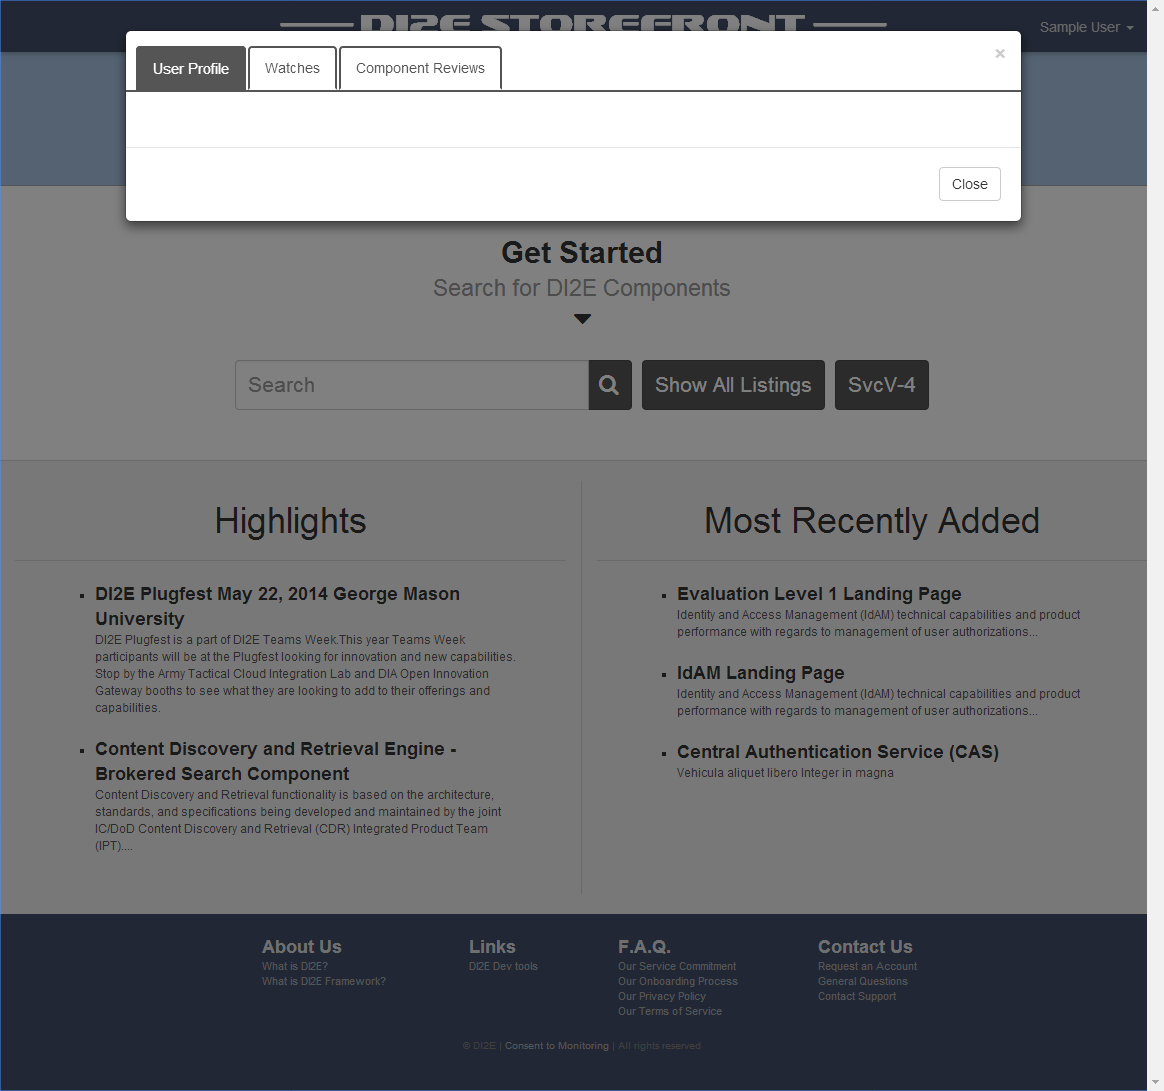 DI2E STOREFRONT
Sample User
×
User Profile
Watches
Component Reviews
Close
Get Started
Search for DI2E Components
Search
Show All Listings
SvcV-4
Highlights
DI2E Plugfest May 22, 2014 George Mason
University
DI2E Plugfest is a part of DI2E Teams Week.This year Teams Week
participants will be at the Plugfest looking for innovation and new capabilities.
Stop by the Army Tactical Cloud Integration Lab and DIA Open Innovation
Gateway booths to see what they are looking to add to their offerings and
capabilities.
Content Discovery and Retrieval Engine -
Brokered Search Component
Content Discovery and Retrieval functionality is based on the architecture,
standards, and specifications being developed and maintained by the joint
IC/DoD Content Discovery and Retrieval (CDR) Integrated Product Team
(IPT)....
Most Recently Added
Evaluation Level 1 Landing Page
Identity and Access Management (IdAM) technical capabilities and product
performance with regards to management of user authorizations...
IdAM Landing Page
Identity and Access Management (IdAM) technical capabilities and product
performance with regards to management of user authorizations...
Central Authentication Service (CAS)
Vehicula aliquet libero Integer in magna
About Us
What is DI2E?
What is DI2E Framework?
Links
DI2E Dev tools
F.A.Q.
Our Service Commitment
Our Onboarding Process
Our Privacy Policy
Our Terms of Service
Contact Us
Request an Account
General Questions
Contact Support
© DI2E | Consent to Monitoring | All rights reserved